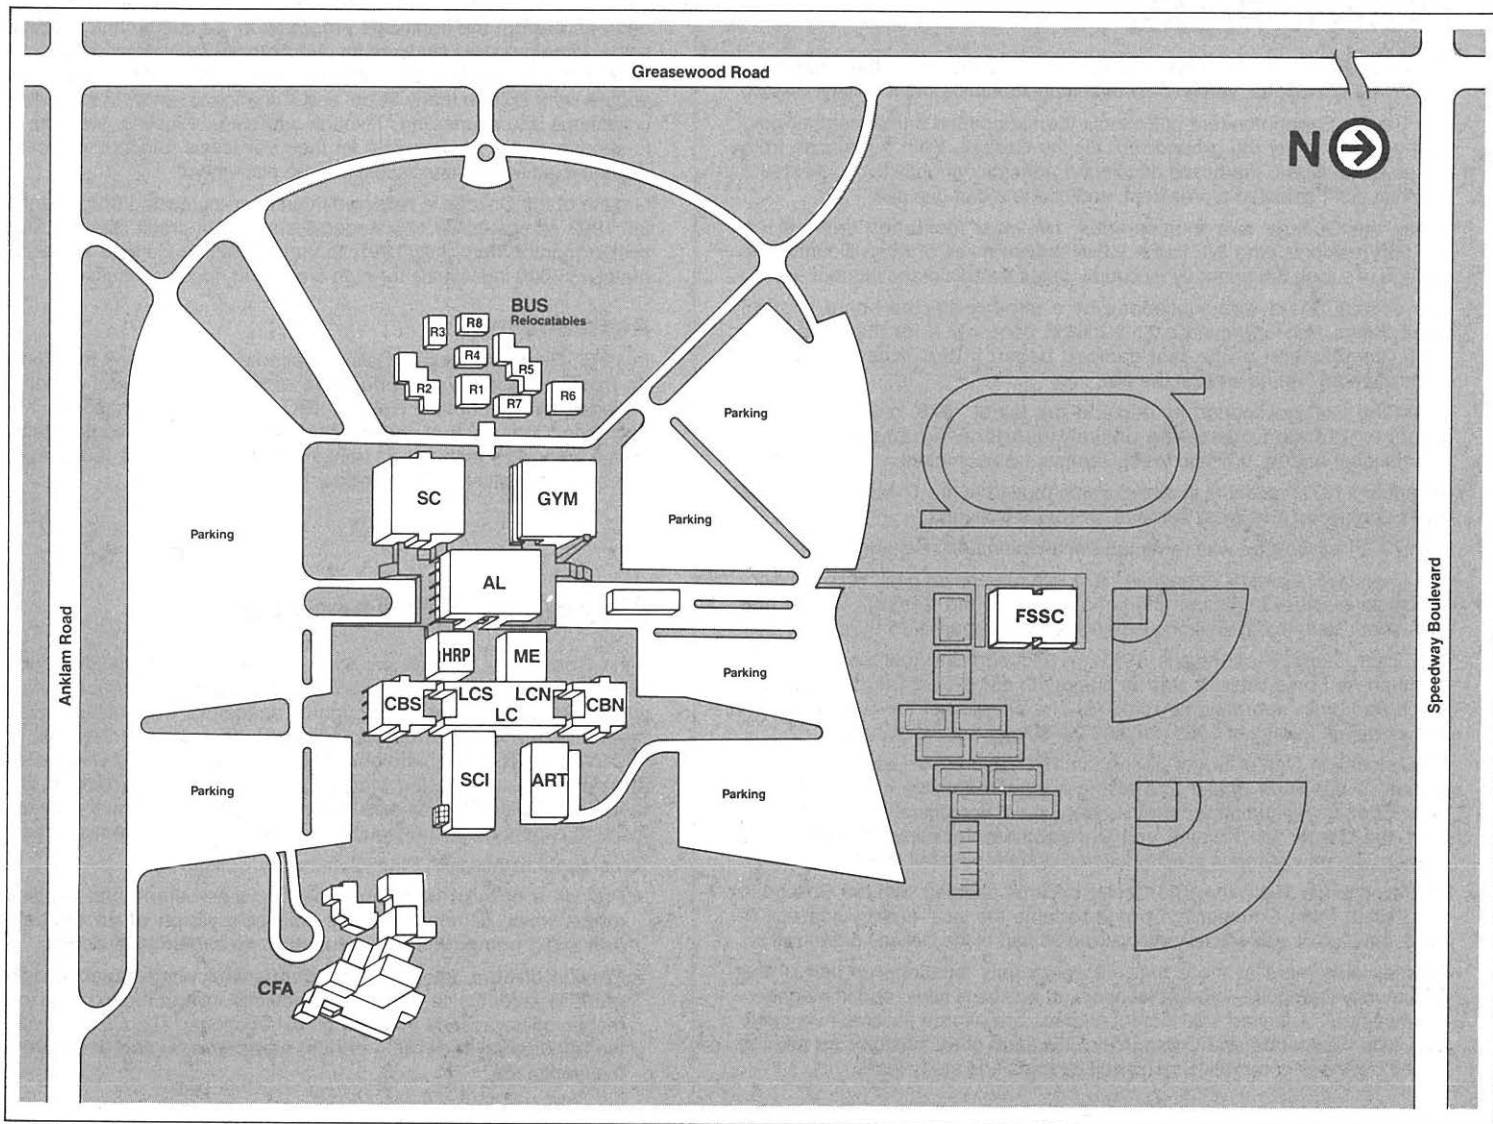 Greasewood Road
N
BUS
Relocatables
R3
R8
R4
R5
R2
R1
R7
R6
Parking
SC
GYM
Parking
Parking
AL
FSSC
Anklam Road
Speedway Boulevard
HRP
ME
Parking
LCS
LCN
CBS
LC
CBN
SCI
ART
Parking
Parking
CFA